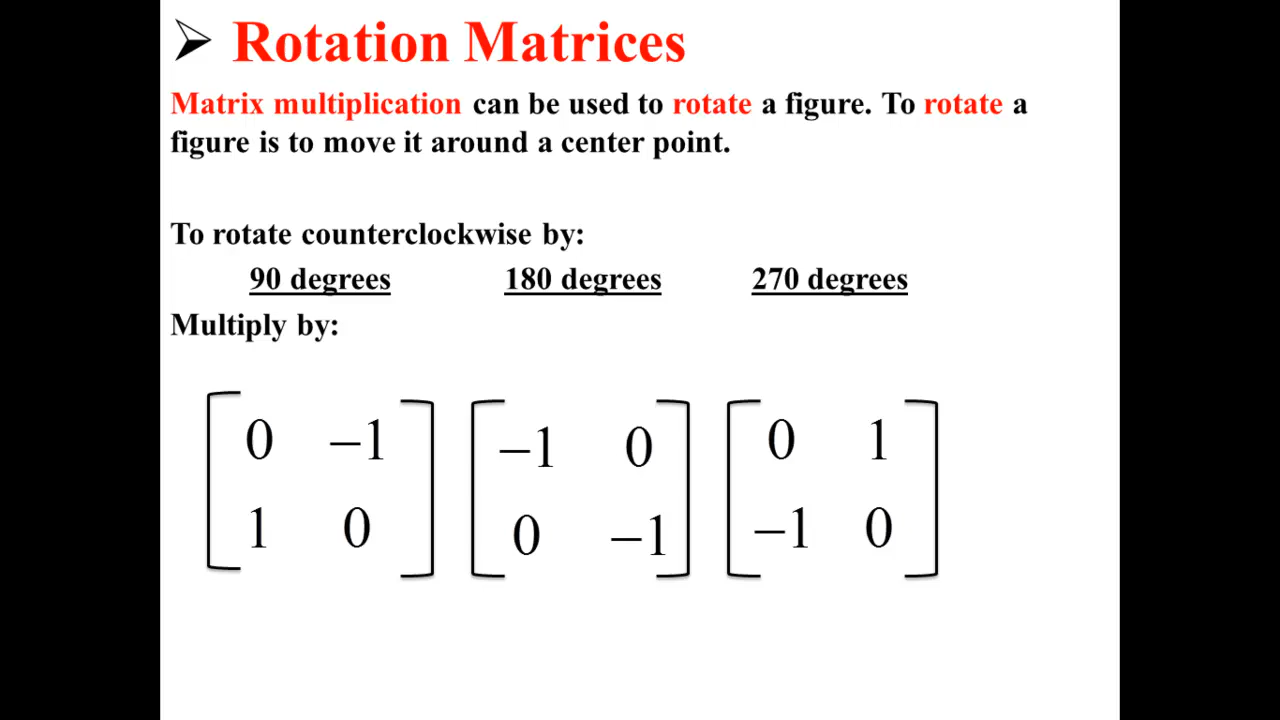 ➢ Rotation Matrices
Matrix multiplication can be used to rotate a figure. To rotate a
figure is to move it around a center point.
To rotate counterclockwise by:
90 degrees 180 degrees 270 degrees
Multiply by:
0 −1 −1 0 0 1
1 0 0 −1 −1 0